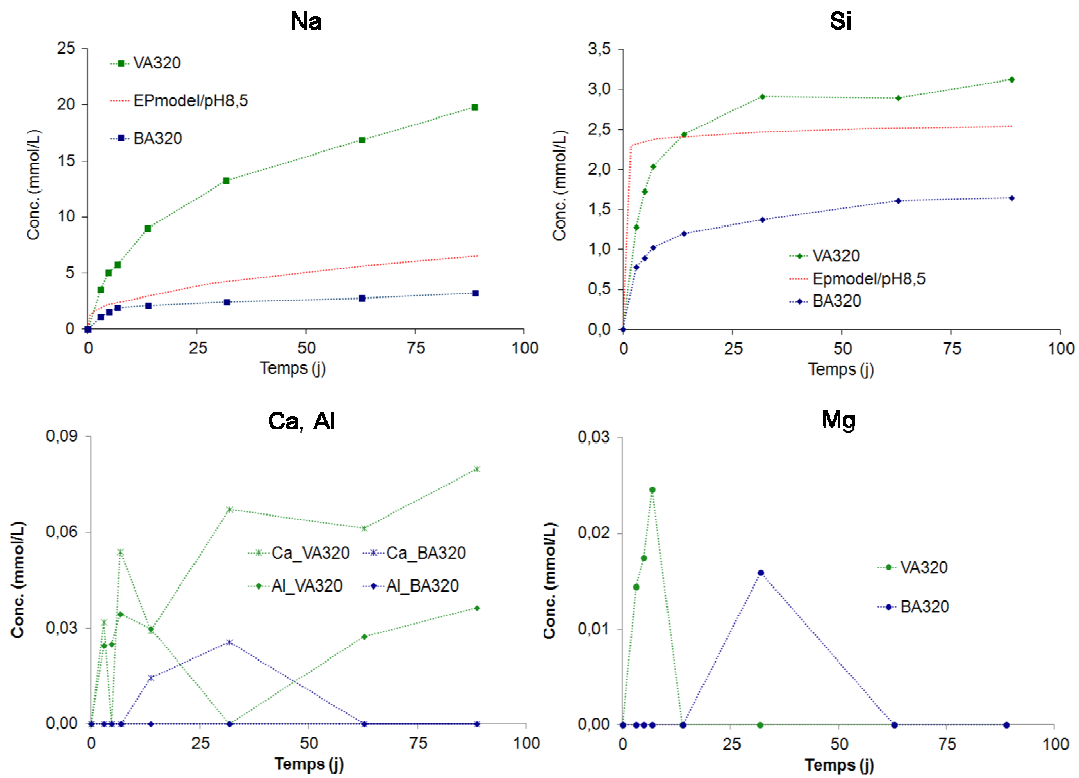 Na
25
20
15
10
5
0
Conc. (mmol/L)
VA320
EPmodel/pH8,5
BA320
0
25
50
75
100
Temps (j)
Si
3,5
3,0
2,5
2,0
1,5
1,0
0,5
0,0
Conc. (mmol/L)
VA320
Epmodel/pH8,5
BA320
0
25
50
75
100
Temps (j)
Ca, Al
0,09
0,06
0,03
0,00
Conc. (mmol/L)
Ca_VA320
Ca_BA320
Al_VA320
Al_BA320
0
25
50
75
100
Temps (j)
Mg
0,03
0,02
0,01
0,00
Conc. (mmol/L)
VA320
BA320
0
25
50
75
100
Temps (j)